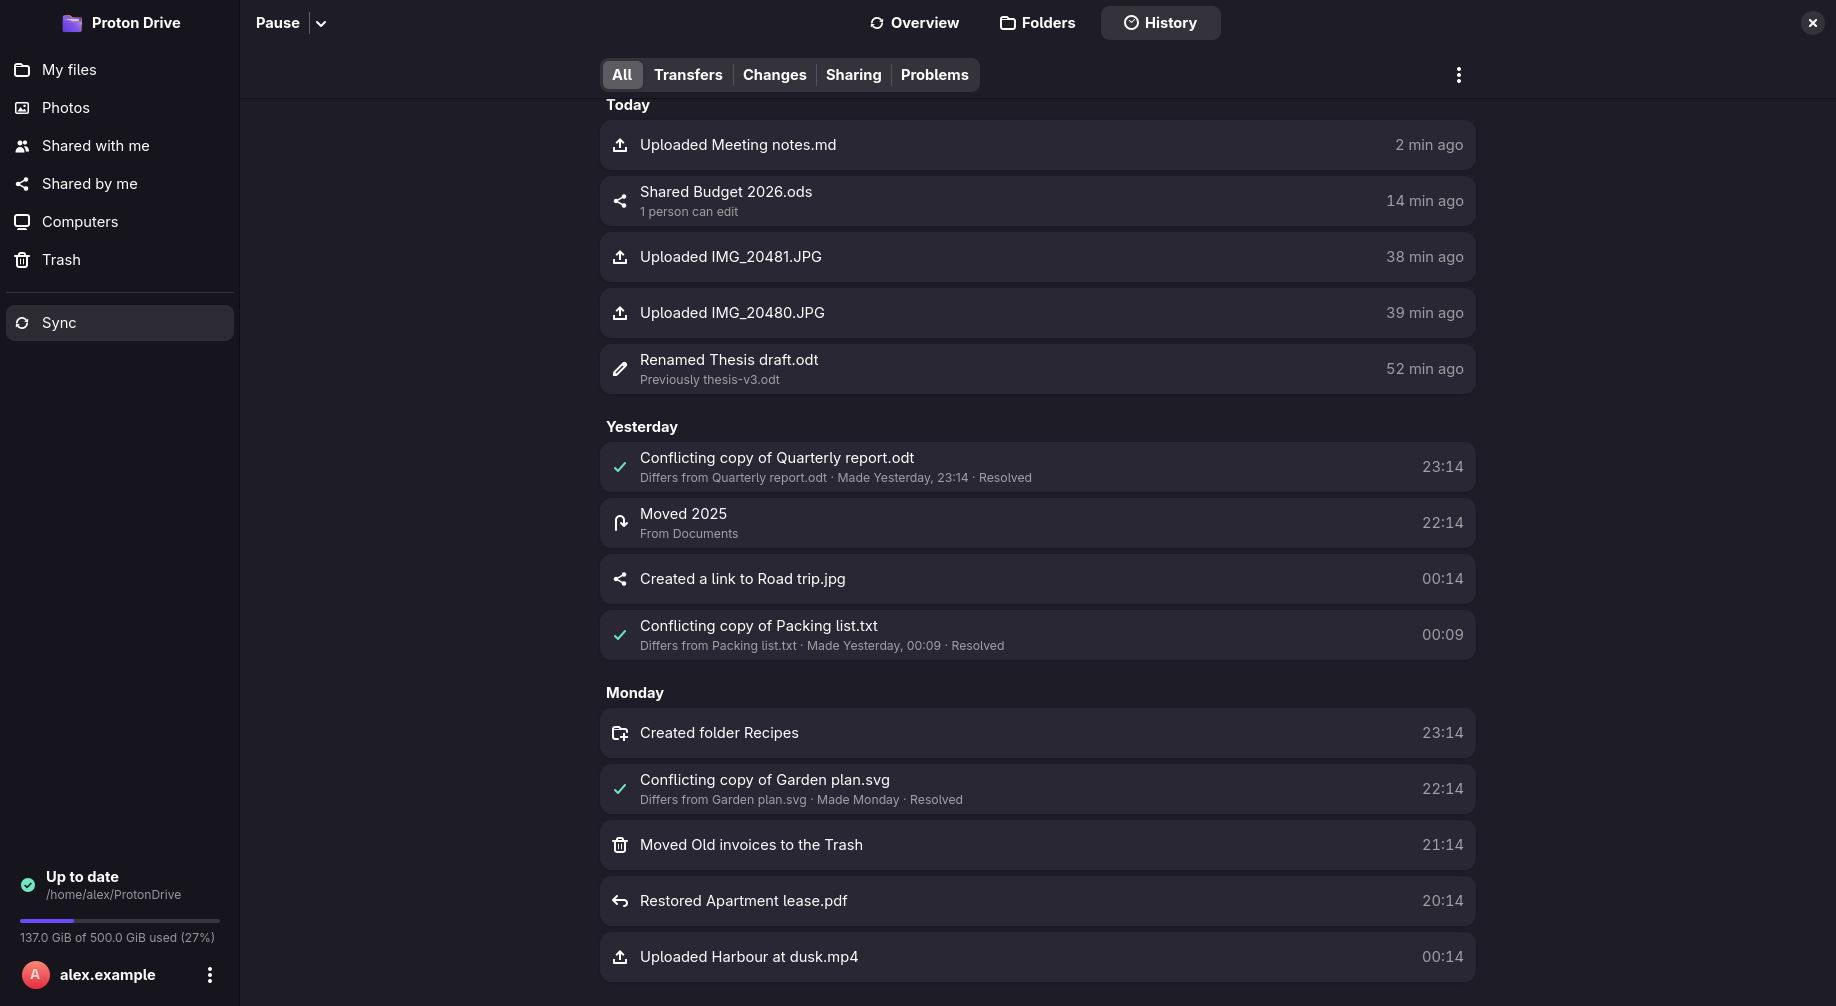 Proton Drive
My files
Photos
Shared with me
Shared by me
Computers
Trash
Sync
Up to date
/home/alex/ProtonDrive
137.0 GiB of 500.0 GiB used (27%)
A
alex.example
Pause
Overview
Folders
History
All
Transfers
Changes
Sharing
Problems
Today
Uploaded Meeting notes.md
2 min ago
Shared Budget 2026.ods
1 person can edit
14 min ago
Uploaded IMG_20481.JPG
38 min ago
Uploaded IMG_20480.JPG
39 min ago
Renamed Thesis draft.odt
Previously thesis-v3.odt
52 min ago
Yesterday
Conflicting copy of Quarterly report.odt
Differs from Quarterly report.odt · Made Yesterday, 23:14 · Resolved
23:14
Moved 2025
From Documents
22:14
Created a link to Road trip.jpg
00:14
Conflicting copy of Packing list.txt
Differs from Packing list.txt · Made Yesterday, 00:09 · Resolved
00:09
Monday
Created folder Recipes
23:14
Conflicting copy of Garden plan.svg
Differs from Garden plan.svg · Made Monday · Resolved
22:14
Moved Old invoices to the Trash
21:14
Restored Apartment lease.pdf
20:14
Uploaded Harbour at dusk.mp4
00:14